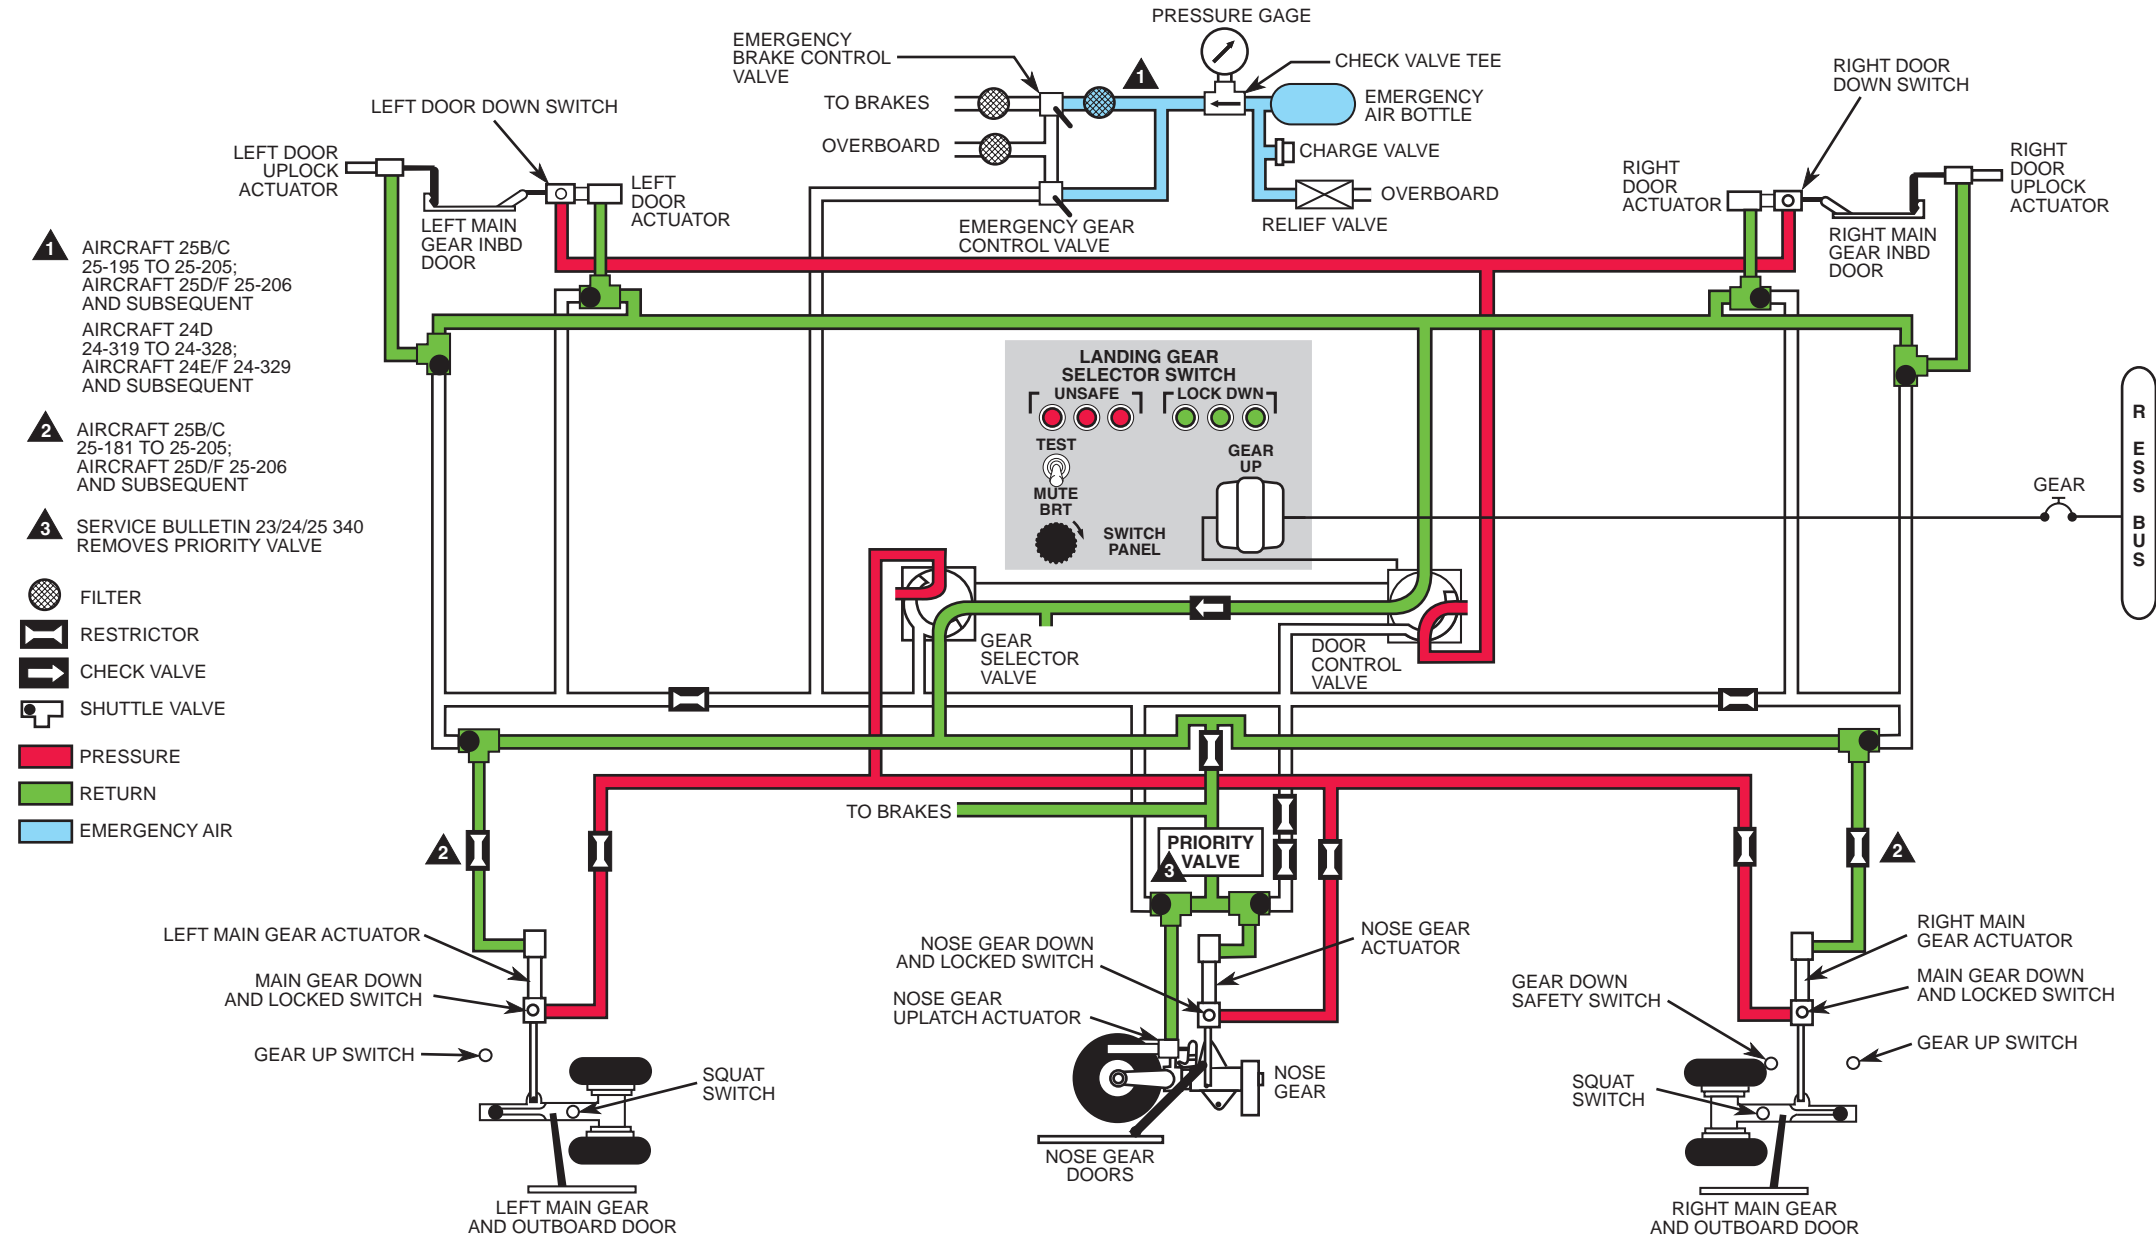 PRESSURE GAGE
EMERGENCY
BRAKE CONTROL
VALVE
CHECK VALVE TEE
RIGHT DOOR
DOWN SWITCH
1
LEFT DOOR DOWN SWITCH
TO BRAKES
EMERGENCY
AIR BOTTLE
OVERBOARD
CHARGE VALVE
LEFT DOOR
UPLOCK
ACTUATOR
LEFT
DOOR
ACTUATOR
OVERBOARD
RIGHT
DOOR
ACTUATOR
RIGHT
DOOR
UPLOCK
ACTUATOR
LEFT MAIN
GEAR INBD
DOOR
EMERGENCY GEAR
CONTROL VALVE
RELIEF VALVE
RIGHT MAIN
GEAR INBD
DOOR
1
AIRCRAFT 25B/C
25-195 TO 25-205;
AIRCRAFT 25D/F 25-206
AND SUBSEQUENT
AIRCRAFT 24D
24-319 TO 24-328;
AIRCRAFT 24E/F 24-329
AND SUBSEQUENT
2
AIRCRAFT 25B/C
25-181 TO 25-205;
AIRCRAFT 25D/F 25-206
AND SUBSEQUENT
3
SERVICE BULLETIN 23/24/25 340
REMOVES PRIORITY VALVE
FILTER
RESTRICTOR
CHECK VALVE
SHUTTLE VALVE
PRESSURE
RETURN
EMERGENCY AIR
LANDING GEAR
SELECTOR SWITCH
UNSAFE
LOCK DWN
TEST
MUTE
BRT
GEAR
UP
SWITCH
PANEL
GEAR
R ESS BUS
GEAR
SELECTOR
VALVE
DOOR
CONTROL
VALVE
TO BRAKES
PRIORITY
VALVE
3
2
2
LEFT MAIN GEAR ACTUATOR
MAIN GEAR DOWN
AND LOCKED SWITCH
GEAR UP SWITCH
SQUAT
SWITCH
LEFT MAIN GEAR
AND OUTBOARD DOOR
NOSE GEAR DOWN
AND LOCKED SWITCH
NOSE GEAR
UPLATCH ACTUATOR
NOSE GEAR
ACTUATOR
NOSE
GEAR
NOSE GEAR
DOORS
GEAR DOWN
SAFETY SWITCH
SQUAT
SWITCH
RIGHT MAIN
GEAR ACTUATOR
MAIN GEAR DOWN
AND LOCKED SWITCH
GEAR UP SWITCH
RIGHT MAIN GEAR
AND OUTBOARD DOOR